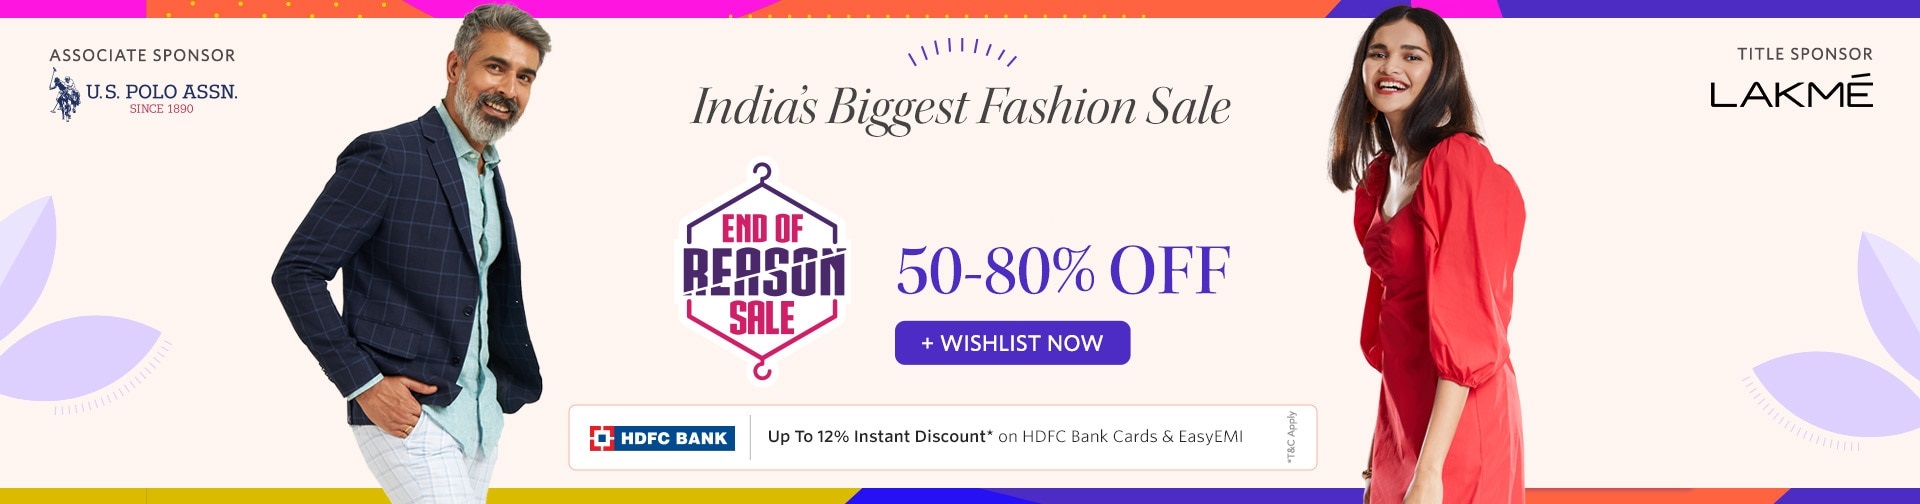 ASSOCIATE SPONSOR
U.S. POLO ASSN.
SINCE 1890
India's Biggest Fashion Sale
TITLE SPONSOR
LAKMÉ
END OF
REASON
SALE
50-80% OFF
+ WISHLIST NOW
HDFC BANK
Up To 12% Instant Discount* on HDFC Bank Cards & EasyEMI
*T&C Apply